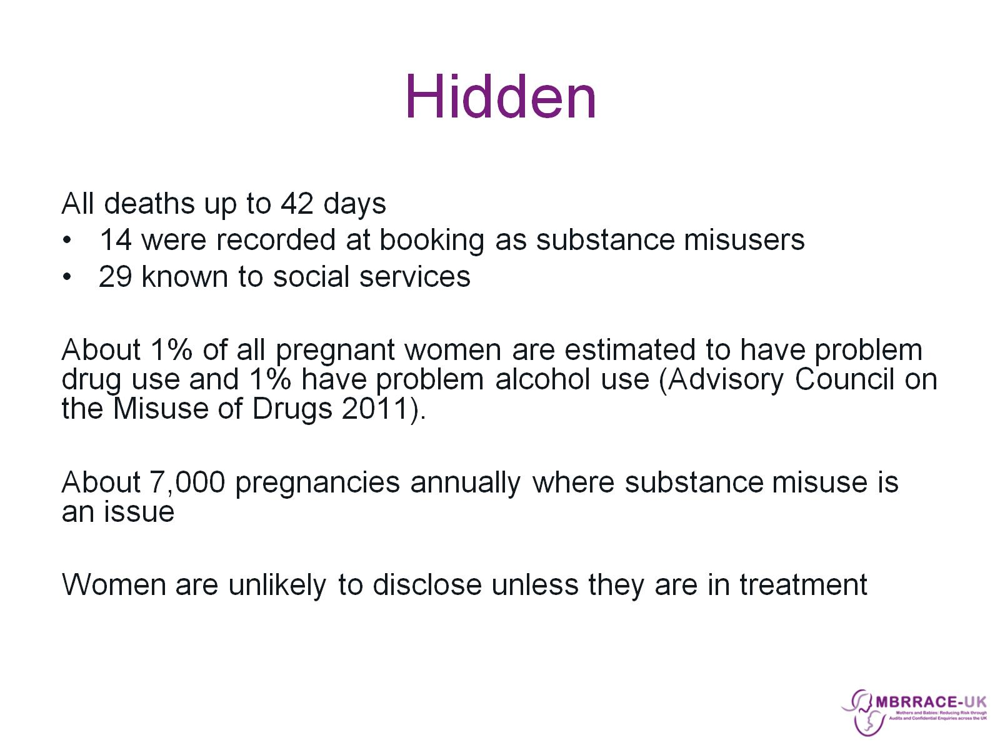 Hidden
All deaths up to 42 days
• 14 were recorded at booking as substance misusers
• 29 known to social services
About 1% of all pregnant women are estimated to have problem
drug use and 1% have problem alcohol use (Advisory Council on
the Misuse of Drugs 2011).
About 7,000 pregnancies annually where substance misuse is
an issue
Women are unlikely to disclose unless they are in treatment
MBRRACE-UK
Mothers and Babies: Reducing Risk through
Audits and Confidential Enquiries across the UK